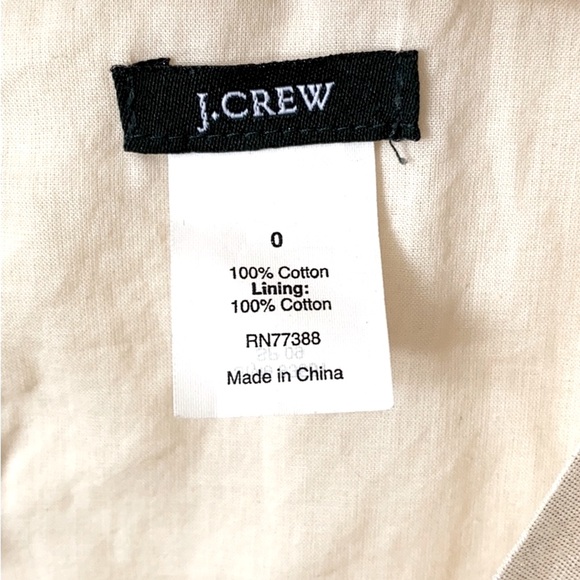 J.CREW
0
100% Cotton
Lining:
100% Cotton
RN77388
Made in China